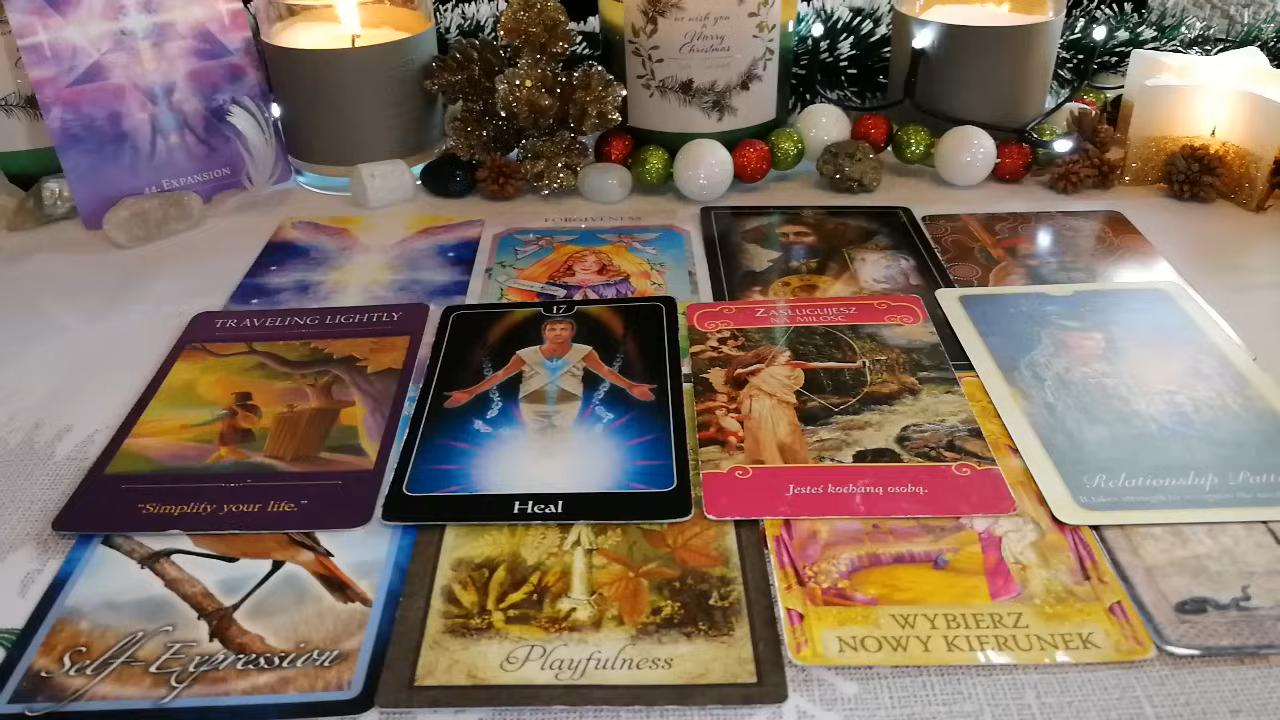 we wish you
a
Merry
Christmas
44. EXPANSION
FORGIVENESS
TRAVELING LIGHTLY
"Simplify your life."
17
Heal
ZASŁUGUJESZ
NA MIŁOŚĆ
Jesteś kochaną osobą.
Relationship
Self-Expression
Playfulness
WYBIERZ
NOWY KIERUNEK